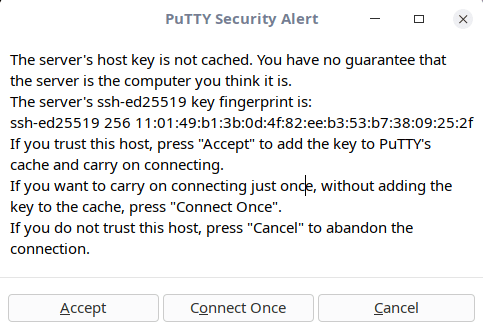 PuTTY Security Alert
The server's host key is not cached. You have no guarantee that
the server is the computer you think it is.
The server's ssh-ed25519 key fingerprint is:
ssh-ed25519 256 11:01:49:b1:3b:0d:4f:82:ee:b3:53:b7:38:09:25:2f
If you trust this host, press "Accept" to add the key to PuTTY's
cache and carry on connecting.
If you want to carry on connecting just once, without adding the
key to the cache, press "Connect Once".
If you do not trust this host, press "Cancel" to abandon the
connection.
Accept
Connect Once
Cancel